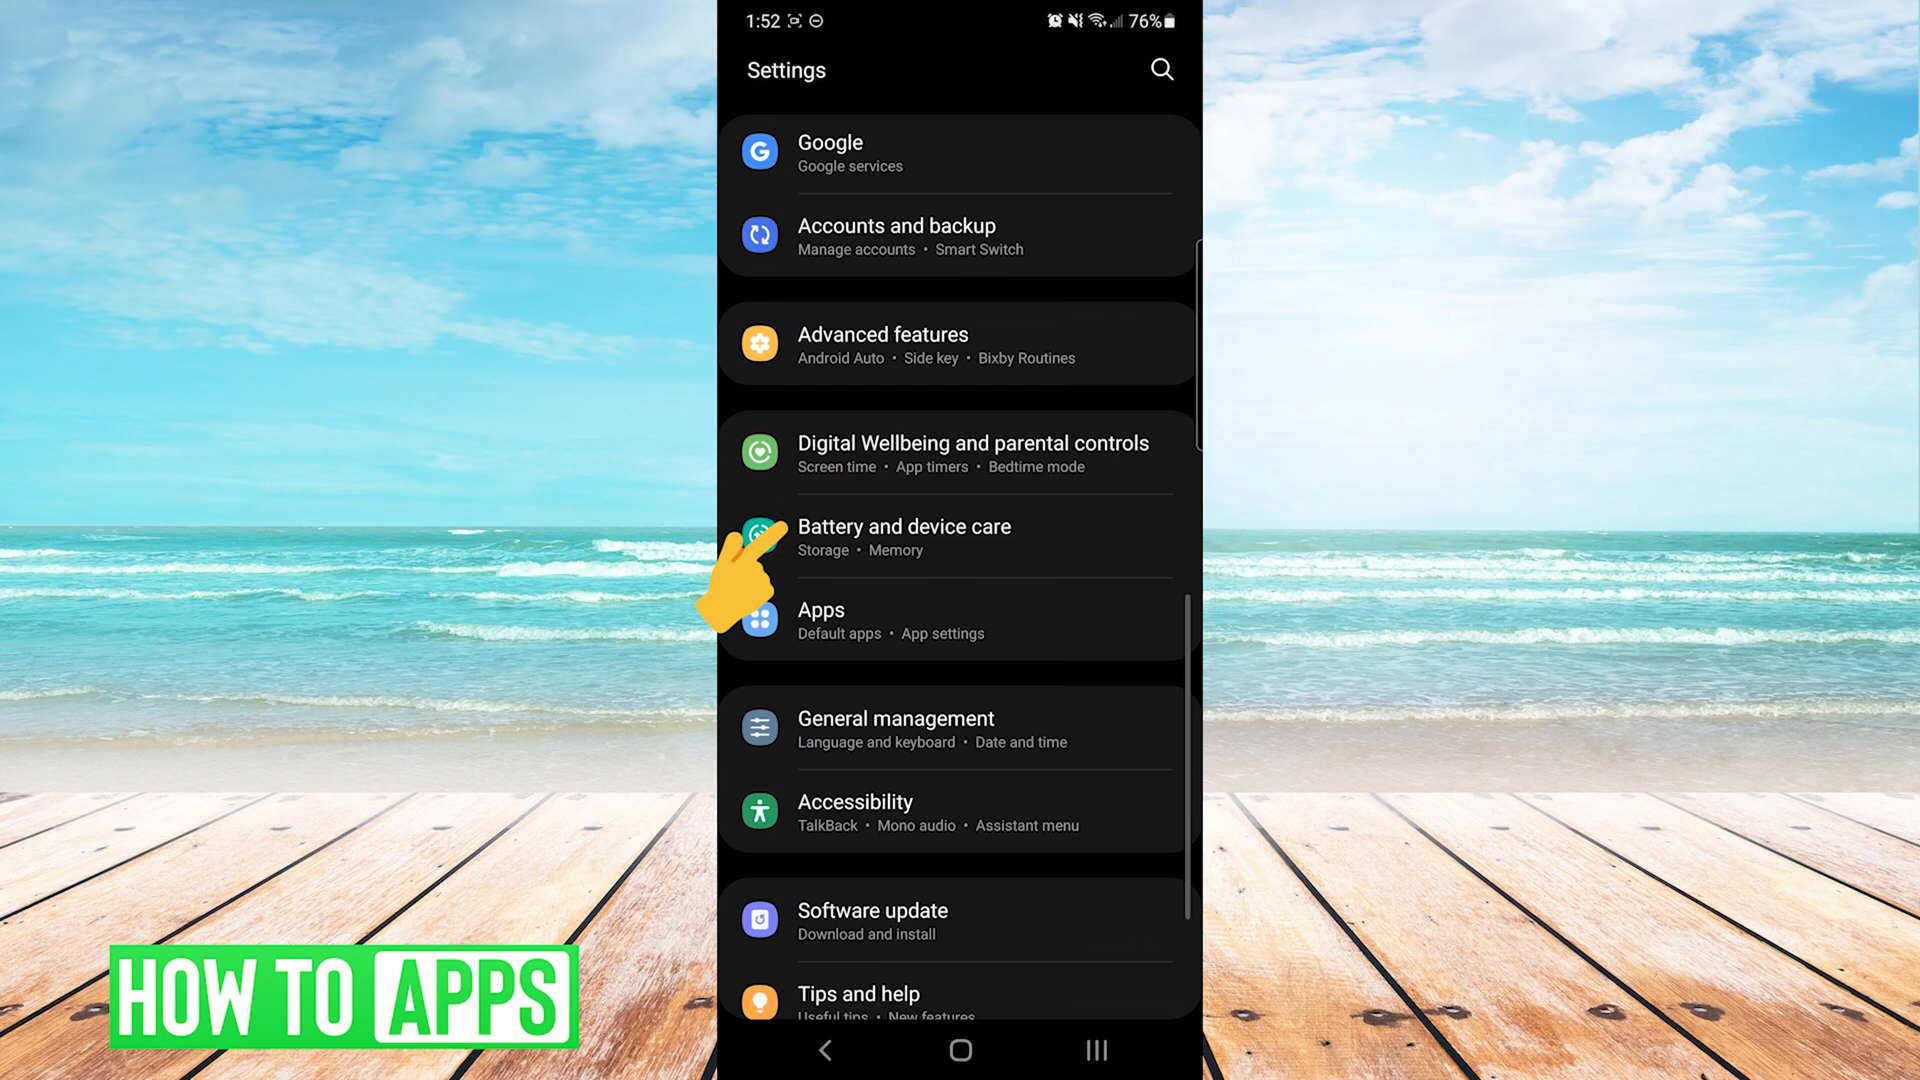 1:52
76%
Settings
Google
Google services
Accounts and backup
Manage accounts • Smart Switch
Advanced features
Android Auto • Side key • Bixby Routines
Digital Wellbeing and parental controls
Screen time • App timers • Bedtime mode
Battery and device care
Storage • Memory
Apps
Default apps • App settings
General management
Language and keyboard • Date and time
Accessibility
TalkBack • Mono audio • Assistant menu
Software update
Download and install
Tips and help
Useful tips • New features
HOW TO APPS